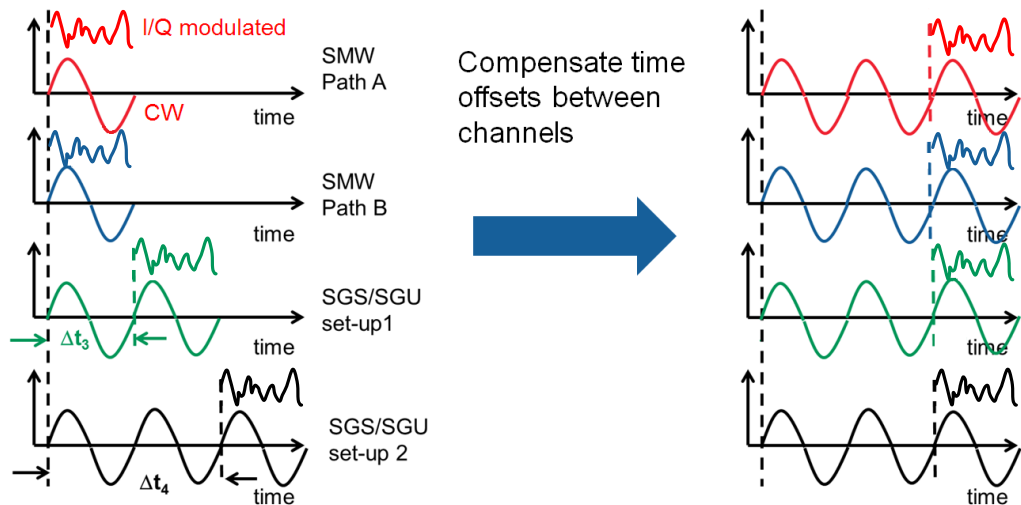 I/Q modulated
SMW
Path A
CW
time
SMW
Path B
time
SGS/SGU
set-up1
Δt3
time
SGS/SGU
set-up 2
Δt4
time
Compensate time
offsets between
channels
time
time
time
time